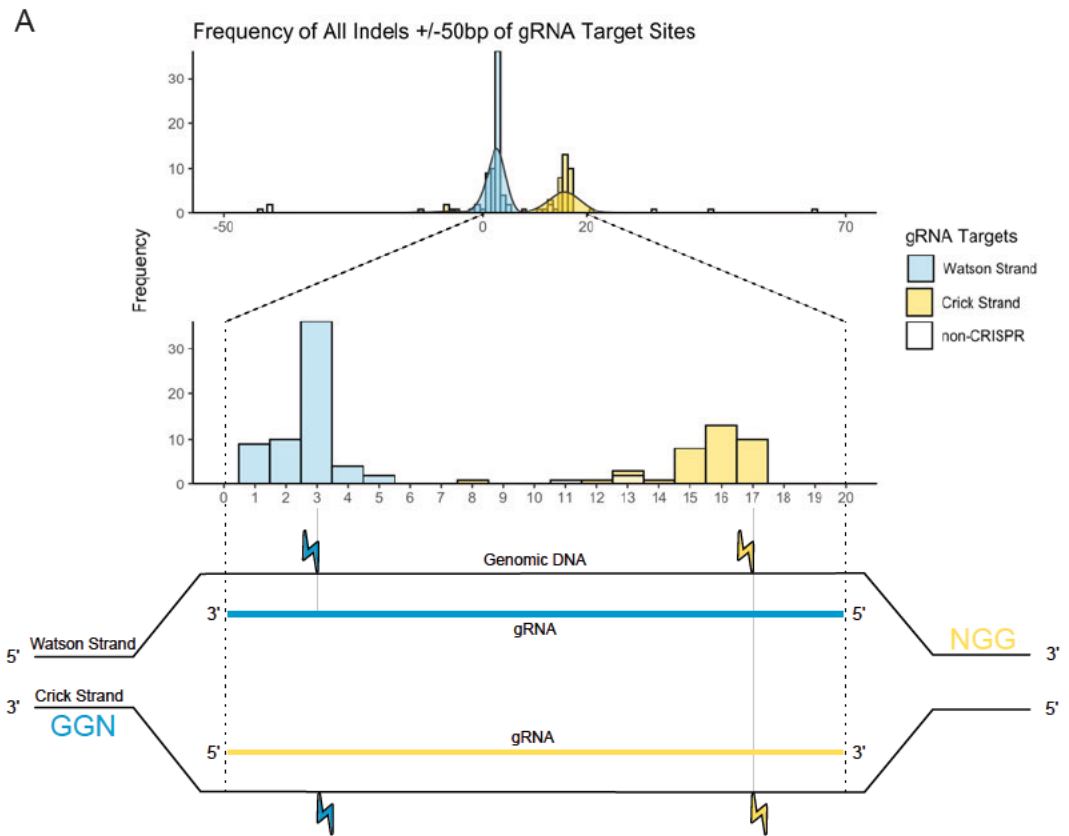 A
Frequency of All Indels +/-50bp of gRNA Target Sites
30
20
10
0
-50 0 20 70
Frequency
gRNA Targets
Watson Strand
Crick Strand
non-CRISPR
30
20
10
0
0 1 2 3 4 5 6 7 8 9 10 11 12 13 14 15 16 17 18 19 20
Genomic DNA
3' 5'
gRNA
5' Watson Strand
NGG 3'
3' Crick Strand 5'
GGN
gRNA
5' 3'